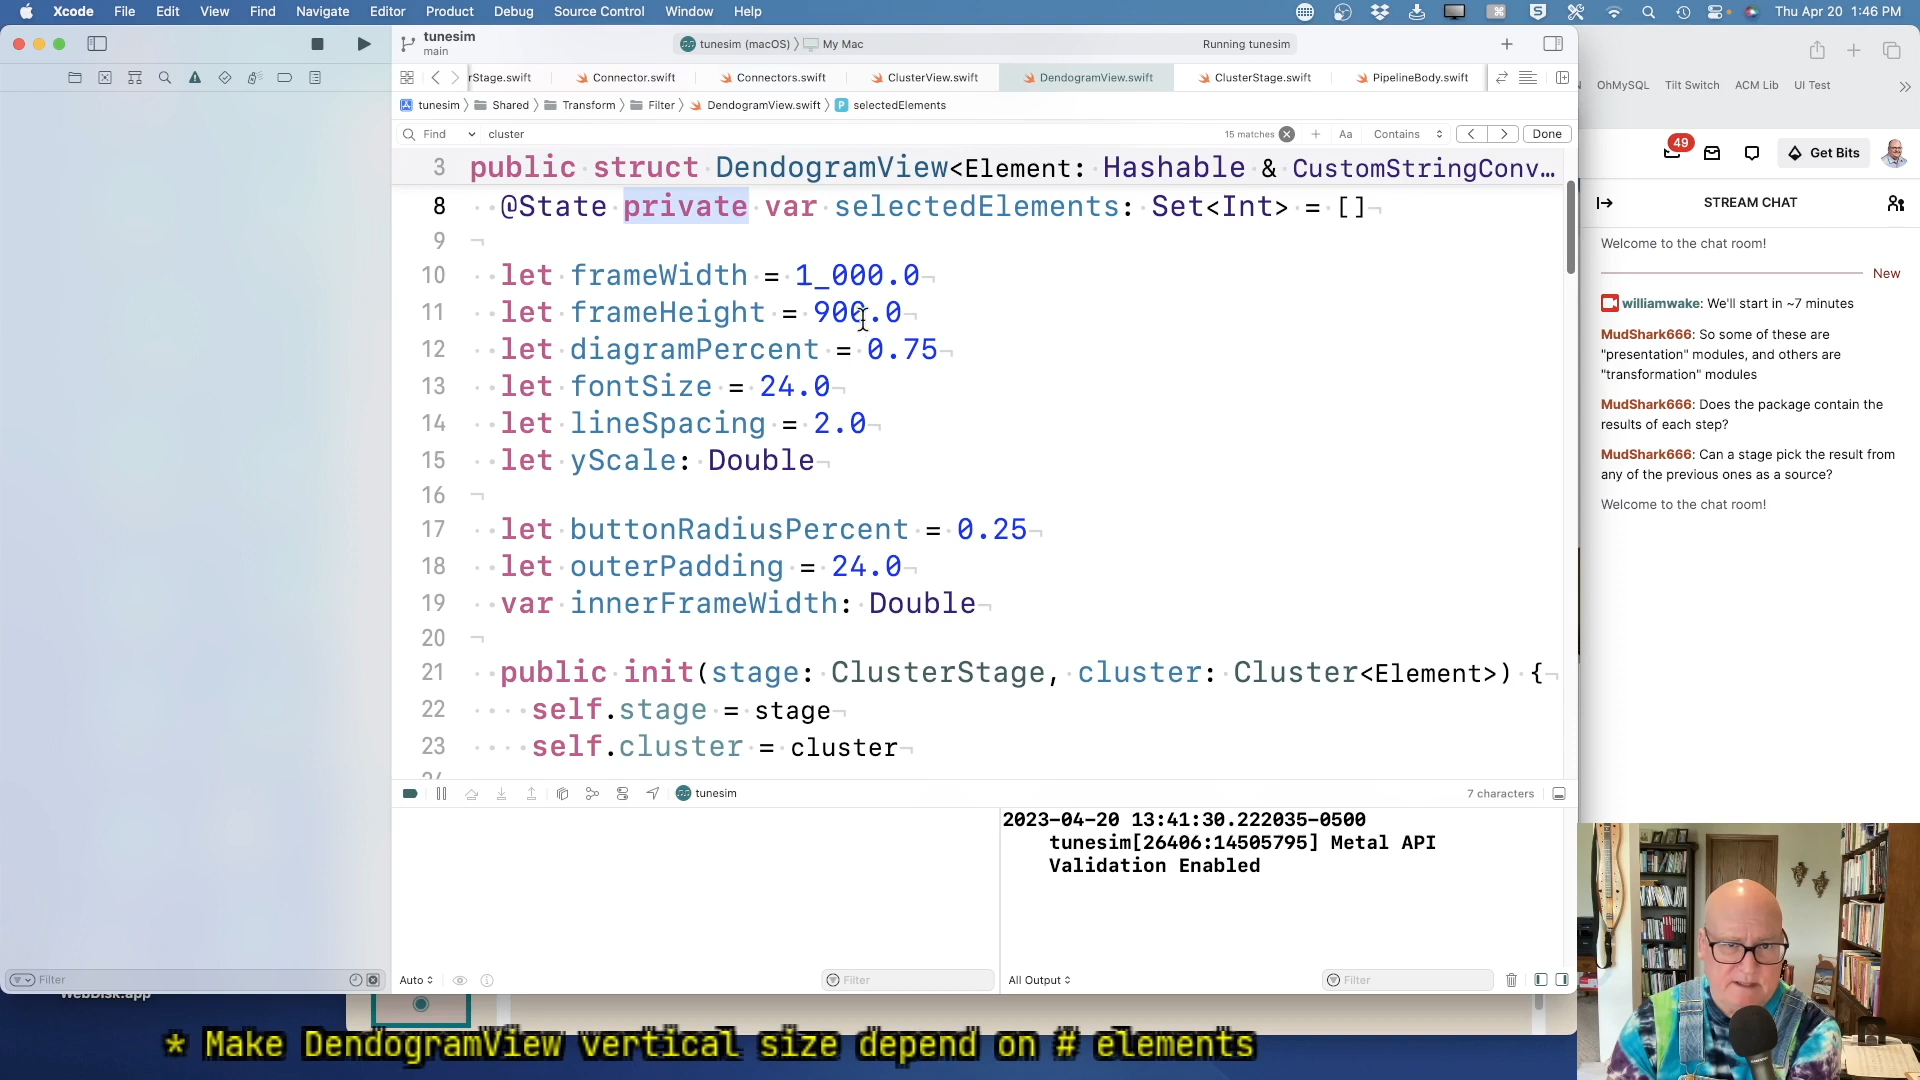 Xcode File Edit View Find Navigate Editor Product Debug Source Control Window Help
Thu Apr 20 1:46 PM
tunesim
main
tunesim (macOS) My Mac
Running tunesim
rStage.swift Connector.swift Connectors.swift ClusterView.swift DendogramView.swift ClusterStage.swift PipelineBody.swift
tunesim Shared Transform Filter DendogramView.swift selectedElements
Find cluster 15 matches Aa Contains Done
3 public struct DendogramView<Element: Hashable & CustomStringConv…
8 @State private var selectedElements: Set<Int> = []
9
10 let frameWidth = 1_000.0
11 let frameHeight = 900.0
12 let diagramPercent = 0.75
13 let fontSize = 24.0
14 let lineSpacing = 2.0
15 let yScale: Double
16
17 let buttonRadiusPercent = 0.25
18 let outerPadding = 24.0
19 var innerFrameWidth: Double
20
21 public init(stage: ClusterStage, cluster: Cluster<Element>) {
22 self.stage = stage
23 self.cluster = cluster
24
tunesim
7 characters
2023-04-20 13:41:30.222035-0500
tunesim[26406:14505795] Metal API
Validation Enabled
Filter
Auto
Filter
All Output
Filter
WebDisk.app
OhMySQL Tilt Switch ACM Lib UI Test
49
Get Bits
STREAM CHAT
Welcome to the chat room!
New
williamwake: We'll start in ~7 minutes
MudShark666: So some of these are
"presentation" modules, and others are
"transformation" modules
MudShark666: Does the package contain the
results of each step?
MudShark666: Can a stage pick the result from
any of the previous ones as a source?
Welcome to the chat room!
* Make DendogramView vertical size depend on # elements